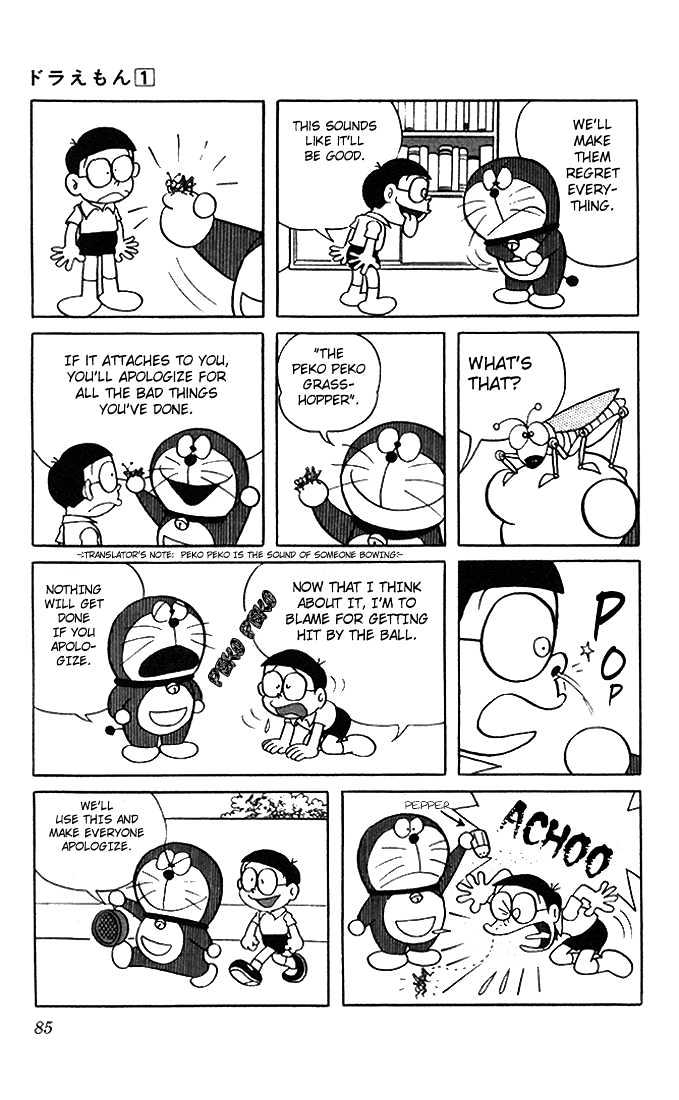 ドラえもん1
WE'LL
MAKE
THEM
REGRET
EVERY-
THING.
THIS SOUNDS
LIKE IT'LL
BE GOOD.
WHAT'S
THAT?
"THE
PEKO PEKO
GRASS-
HOPPER".
IF IT ATTACHES TO YOU,
YOU'LL APOLOGIZE FOR
ALL THE BAD THINGS
YOU'VE DONE.
-:TRANSLATOR'S NOTE: PEKO PEKO IS THE SOUND OF SOMEONE BOWING:-
POP
NOW THAT I THINK
ABOUT IT, I'M TO
BLAME FOR GETTING
HIT BY THE BALL.
PEKO PEKO
NOTHING
WILL GET
DONE
IF YOU
APOLO-
GIZE.
PEPPER
ACHOO
WE'LL
USE THIS AND
MAKE EVERYONE
APOLOGIZE.
85